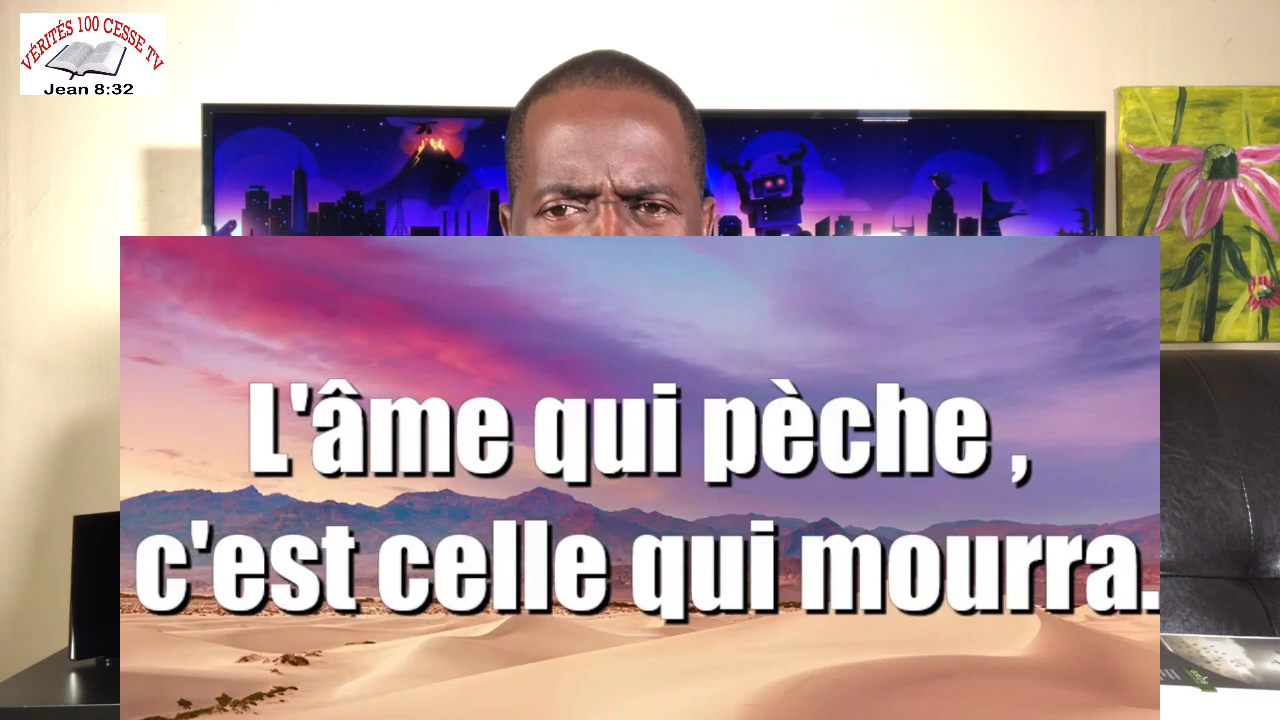 VÉRITÉS 100 CESSE TV
Jean 8:32
L'âme qui pèche ,
c'est celle qui mourra.